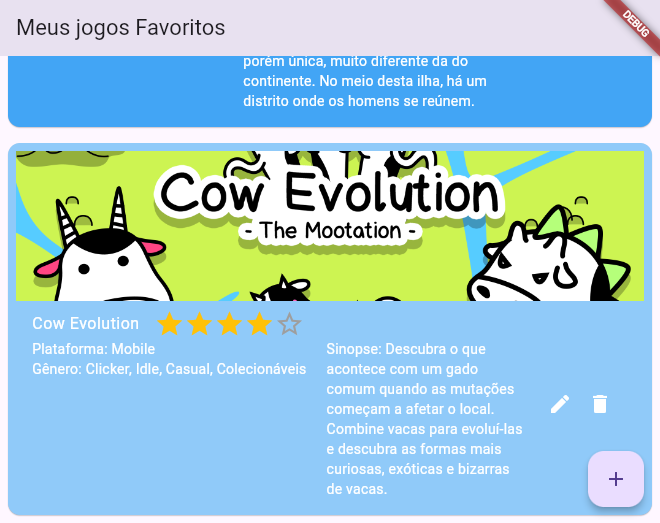 Meus jogos Favoritos
DEBUG
porém única, muito diferente da do
continente. No meio desta ilha, há um
distrito onde os homens se reúnem.
Cow Evolution
- The Mootation -
Cow Evolution
Plataforma: Mobile
Gênero: Clicker, Idle, Casual, Colecionáveis
Sinopse: Descubra o que
acontece com um gado
comum quando as mutações
começam a afetar o local.
Combine vacas para evoluí-las
e descubra as formas mais
curiosas, exóticas e bizarras
de vacas.